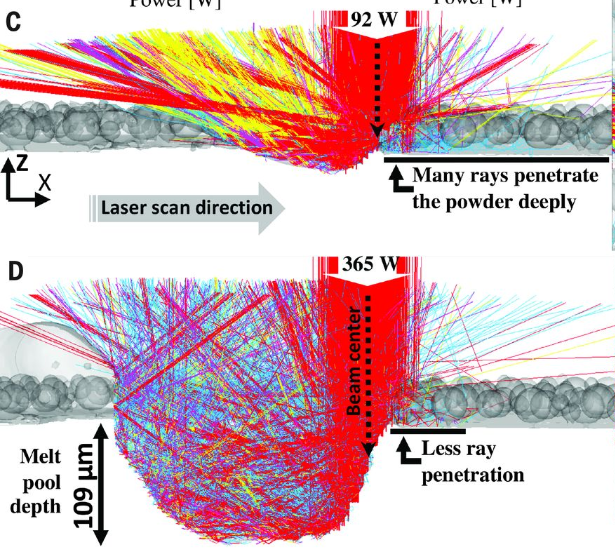 Power [W]
Power [W]
C
92 W
Z
X
Laser scan direction
Many rays penetrate
the powder deeply
D
365 W
Beam center
Melt
pool
depth
109 µm
Less ray
penetration